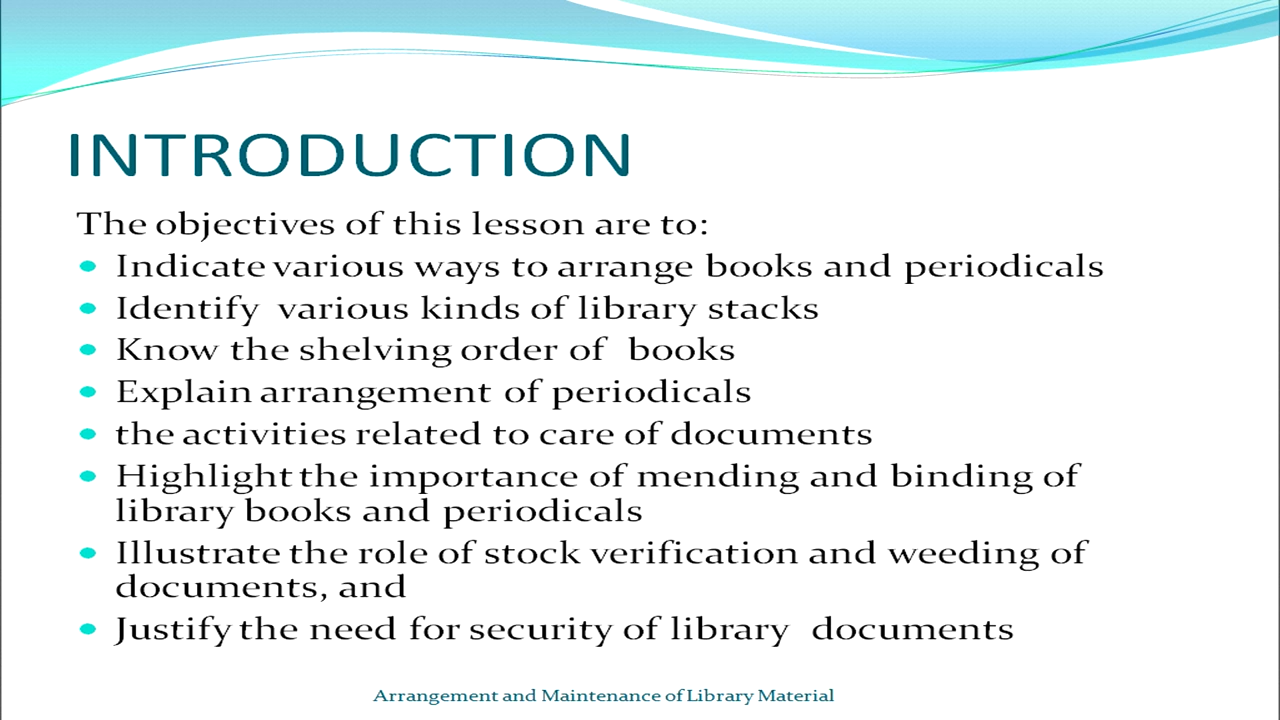 INTRODUCTION
The objectives of this lesson are to:
Indicate various ways to arrange books and periodicals
Identify various kinds of library stacks
Know the shelving order of books
Explain arrangement of periodicals
the activities related to care of documents
Highlight the importance of mending and binding of
library books and periodicals
Illustrate the role of stock verification and weeding of
documents, and
Justify the need for security of library documents
Arrangement and Maintenance of Library Material